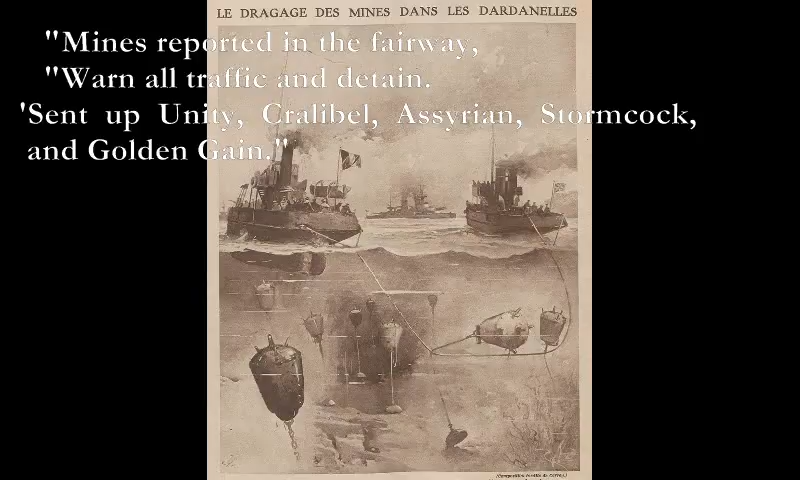 LE DRAGAGE DES MINES DANS LES DARDANELLES
"Mines reported in the fairway,
"Warn all traffic and detain.
'Sent up Unity, Cralibel, Assyrian, Stormcock,
and Golden Gain."